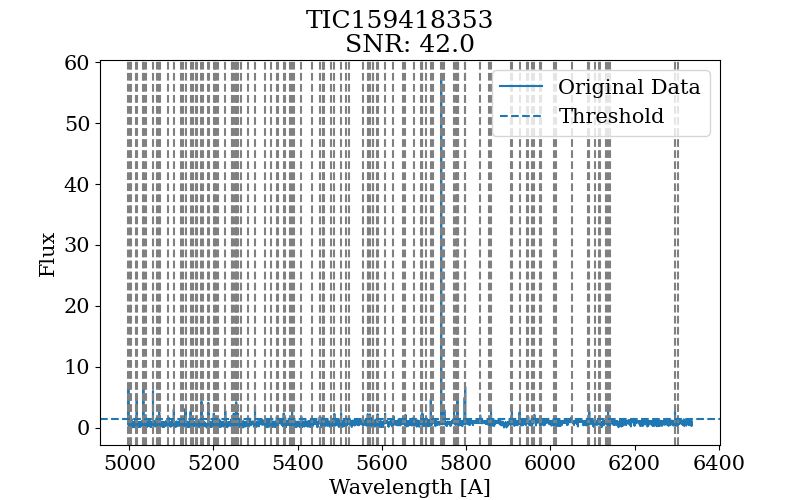 TIC159418353
SNR: 42.0
Original Data
Threshold
60
50
40
30
20
10
0
Flux
5000 5200 5400 5600 5800 6000 6200 6400
Wavelength [A]